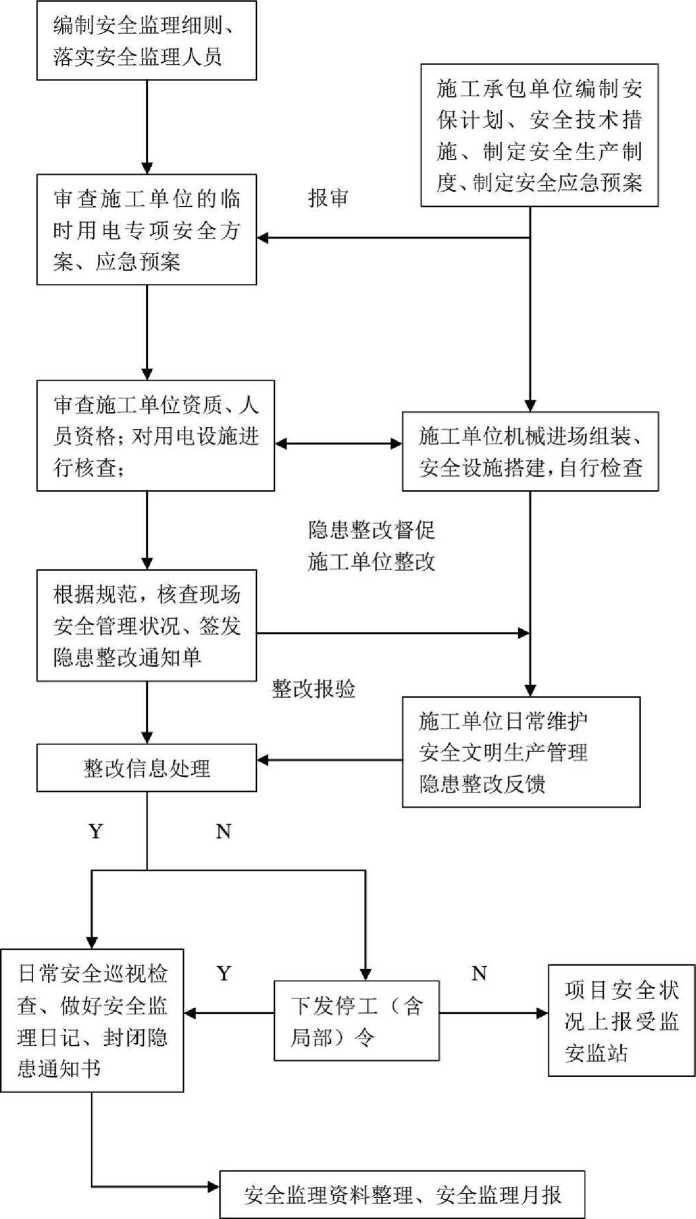 编制安全监理细则、
落实安全监理人员
施工承包单位编制安
保计划、安全技术措
施、制定安全生产制
度、制定安全应急预案
审查施工单位的临
时用电专项安全方
案、应急预案
报审
审查施工单位资质、人
员资格；对用电设施进
行核查；
施工单位机械进场组装、
安全设施搭建，自行检查
隐患整改督促
施工单位整改
根据规范，核查现场
安全管理状况、签发
隐患整改通知单
整改报验
施工单位日常维护
安全文明生产管理
隐患整改反馈
整改信息处理
Y
N
日常安全巡视检
查、做好安全监
理日记、封闭隐
患通知书
Y
下发停工（含
局部）令
N
项目安全状
况上报受监
安监站
安全监理资料整理、安全监理月报